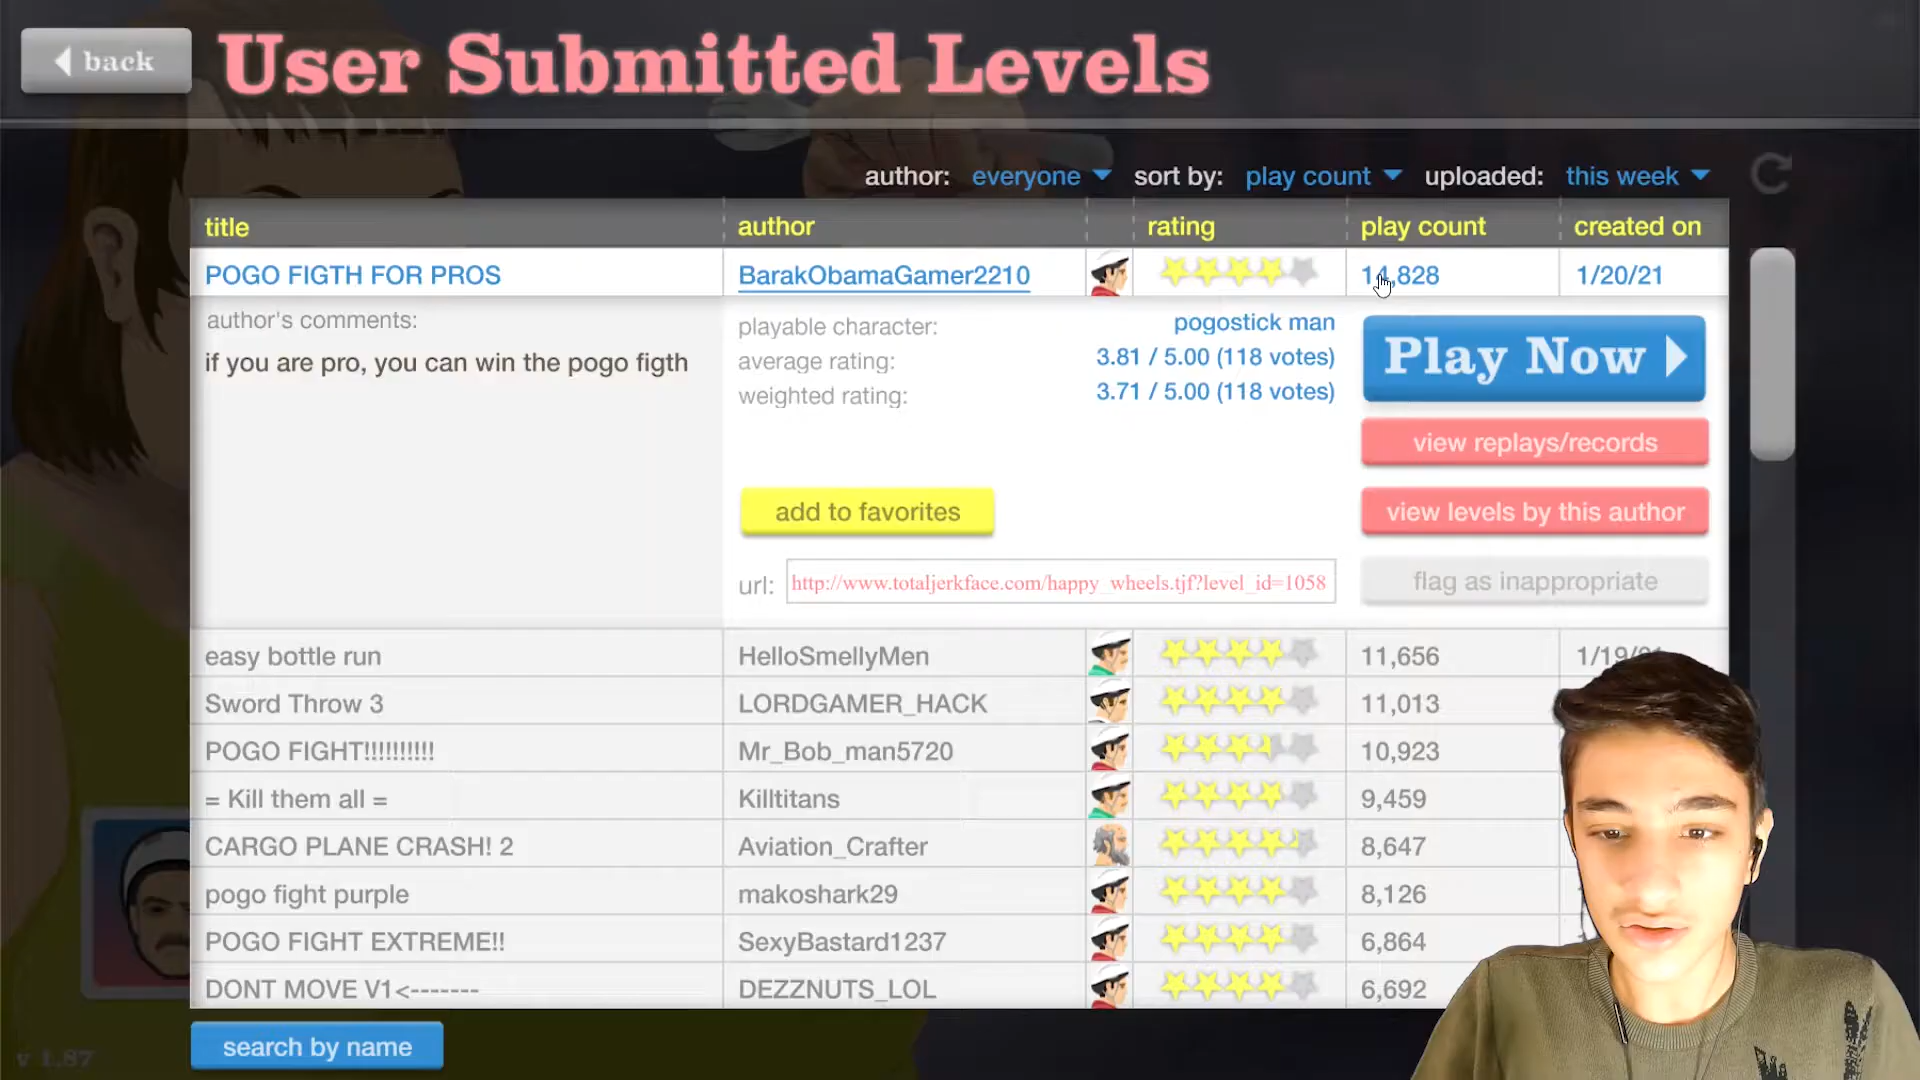 back
User Submitted Levels
author: everyone sort by: play count uploaded: this week
title author rating play count created on
POGO FIGTH FOR PROS BarakObamaGamer2210 14,828 1/20/21
author's comments:
if you are pro, you can win the pogo figth
playable character: pogostick man
average rating: 3.81 / 5.00 (118 votes)
weighted rating: 3.71 / 5.00 (118 votes)
Play Now
view replays/records
add to favorites
view levels by this author
url: http://www.totaljerkface.com/happy_wheels.tjf?level_id=1058
flag as inappropriate
easy bottle run HelloSmellyMen 11,656
Sword Throw 3 LORDGAMER_HACK 11,013
POGO FIGHT!!!!!!!!!! Mr_Bob_man5720 10,923
= Kill them all = Killtitans 9,459
CARGO PLANE CRASH! 2 Aviation_Crafter 8,647
pogo fight purple makoshark29 8,126
POGO FIGHT EXTREME!! SexyBastard1237 6,864
DONT MOVE V1<------- DEZZNUTS_LOL 6,692
search by name
v 1.87